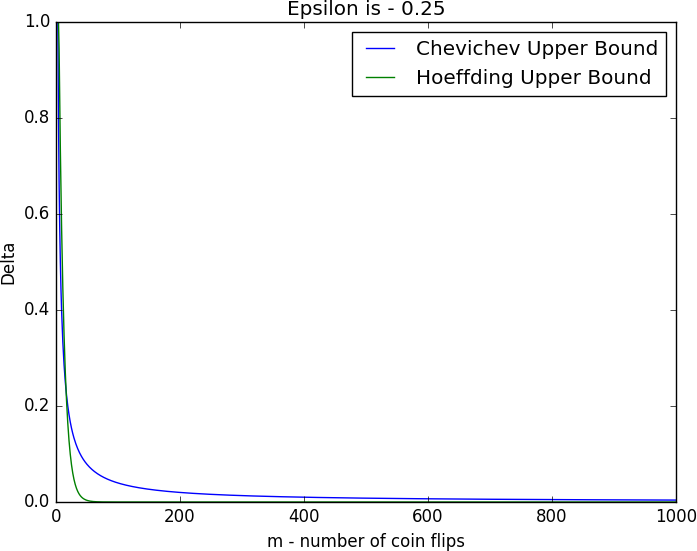 Epsilon is - 0.25
Chevichev Upper Bound
Hoeffding Upper Bound
1.0
0.8
0.6
0.4
0.2
0.0
Delta
0 200 400 600 800 1000
m - number of coin flips